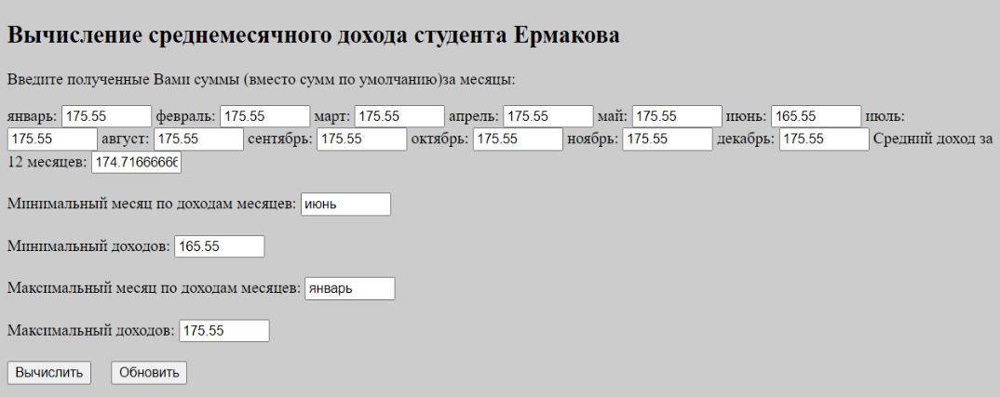 Вычисление среднемесячного дохода студента Ермакова
Введите полученные Вами суммы (вместо сумм по умолчанию)за месяцы:
январь: 175.55 февраль: 175.55 март: 175.55 апрель: 175.55 май: 175.55 июнь: 165.55 июль:
175.55 август: 175.55 сентябрь: 175.55 октябрь: 175.55 ноябрь: 175.55 декабрь: 175.55 Средний доход за
12 месяцев: 174.71666666
Минимальный месяц по доходам месяцев: июнь
Минимальный доходов: 165.55
Максимальный месяц по доходам месяцев: январь
Максимальный доходов: 175.55
Вычислить Обновить